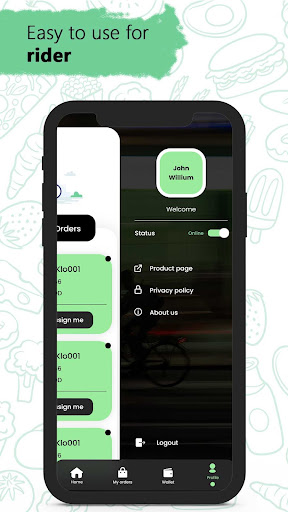 Easy to use for
rider
John
Willium
Welcome
Status
Online
Orders
Klo001
Product page
Privacy policy
About us
sign me
Klo001
sign me
Klo001
Logout
Home
My orders
Wallet
Profile